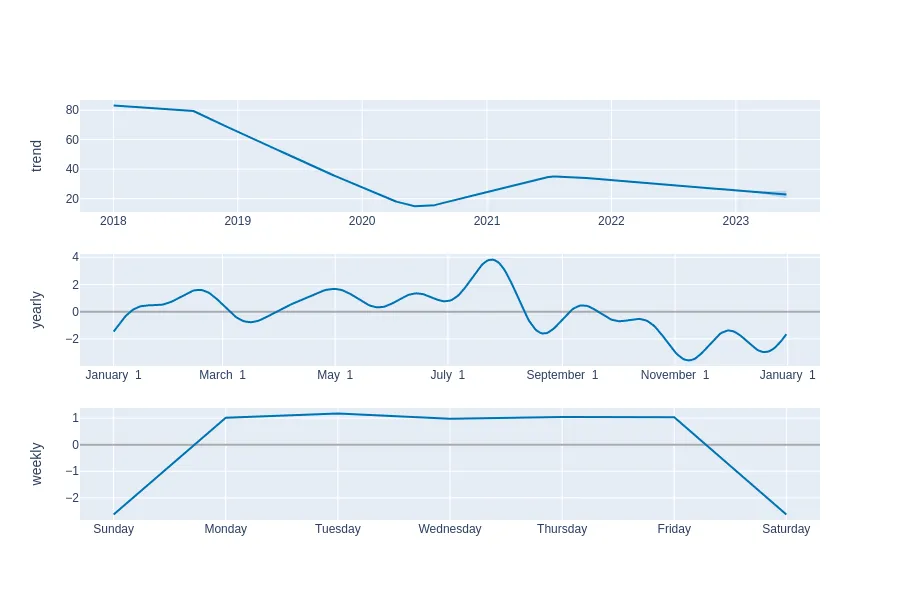 trend
80
60
40
20
2018 2019 2020 2021 2022 2023
yearly
4
2
0
−2
January 1 March 1 May 1 July 1 September 1 November 1 January 1
weekly
1
0
−1
−2
Sunday Monday Tuesday Wednesday Thursday Friday Saturday